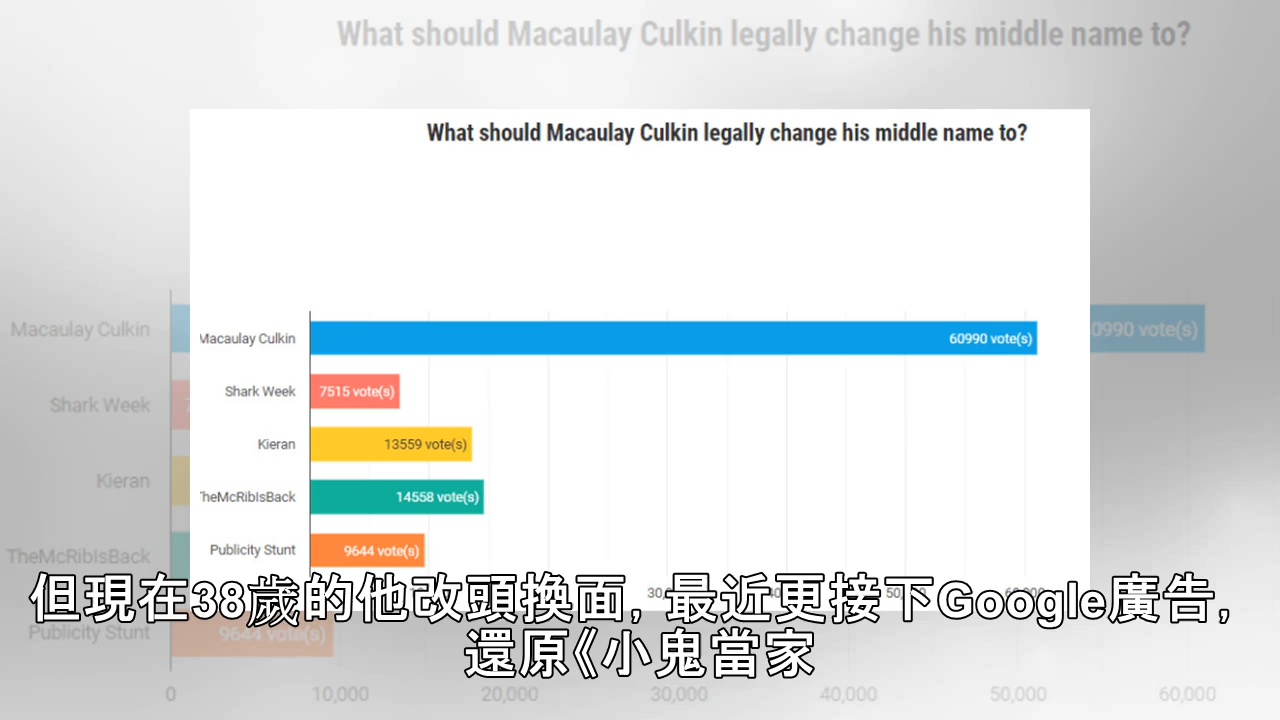 What should Macaulay Culkin legally change his middle name to?
What should Macaulay Culkin legally change his middle name to?
Macaulay Culkin
60990 vote(s)
Shark Week
7515 vote(s)
Kieran
13559 vote(s)
TheMcRibIsBack
14558 vote(s)
Publicity Stunt
9644 vote(s)
Macaulay Culkin
0990 vote(s)
Shark Week
7
Kieran
TheMcRibIsBack
Publicity Stunt
9644 vote(s)
但現在38歲的他改頭換面,最近更接下Google廣告,
還原《小鬼當家
0
10,000
20,000
30,000
40,000
50,000
60,000